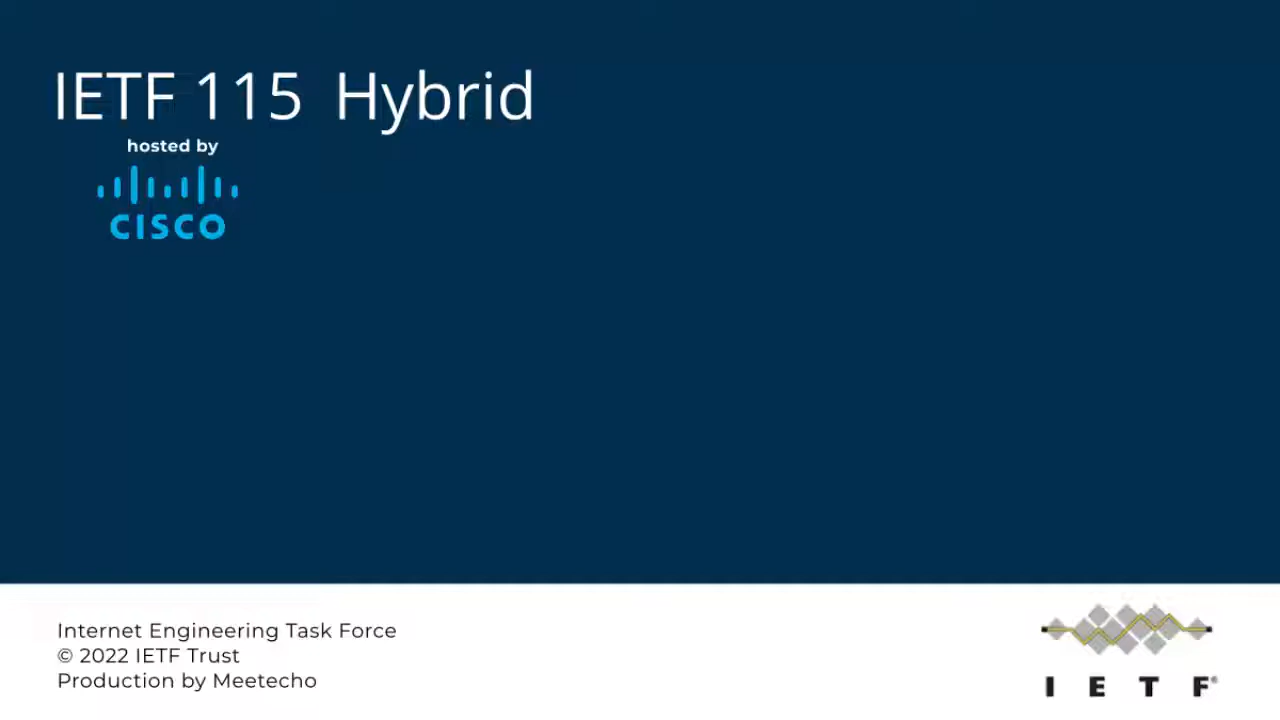 IETF 115 Hybrid
hosted by
CISCO
Internet Engineering Task Force
© 2022 IETF Trust
Production by Meetecho
I E T F®